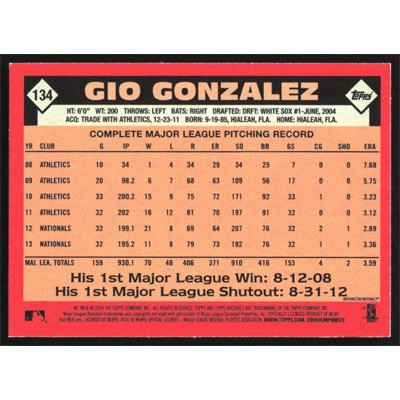 134
GIO GONZALEZ
Topps
HT: 6'0" WT: 200 THROWS: LEFT BATS: RIGHT DRAFTED: DRFT: WHITE SOX #1-JUNE, 2004
ACQ: TRADE WITH ATHLETICS, 12-23-11 BORN: 9-19-85, HIALEAH, FLA. HOME: HIALEAH, FLA.
COMPLETE MAJOR LEAGUE PITCHING RECORD
YR CLUB G IP W L R ER SO BB GS CG S SHO ERA
08 ATHLETICS 10 34 1 4 34 29 34 25 7 0 0 0 7.68
09 ATHLETICS 20 98.2 6 7 68 63 109 56 17 0 0 0 5.75
10 ATHLETICS 33 200.2 15 9 75 72 171 92 33 1 0 0 3.23
11 ATHLETICS 32 202 16 12 81 70 197 91 32 0 0 0 3.12
12 NATIONALS 32 199.1 21 8 69 64 207 76 32 2 0 1 2.89
13 NATIONALS 32 195.2 11 8 79 73 192 76 32 1 0 1 3.36
MAJ. LEA. TOTALS 159 930.1 70 48 406 371 910 416 153 4 0 2 3.59
His 1st Major League Win: 8-12-08
His 1st Major League Shutout: 8-31-12
WASHINGTON NATIONALS